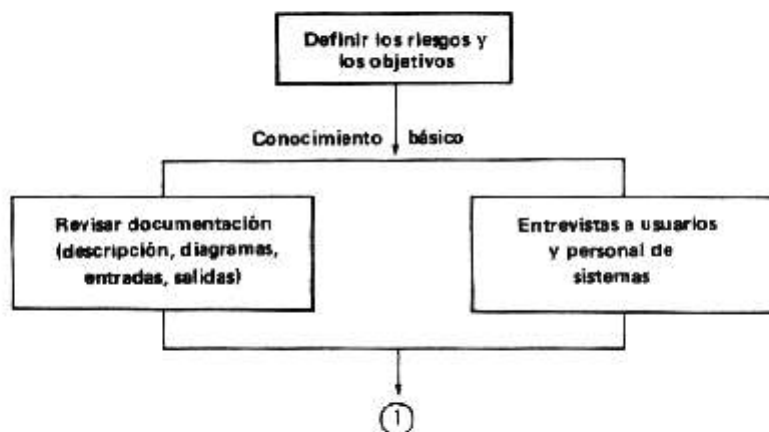 Definir los riesgos y
los objetivos
Conocimiento básico
Revisar documentación
(descripción, diagramas,
entradas, salidas)
Entrevistas a usuarios
y personal de
sistemas
1